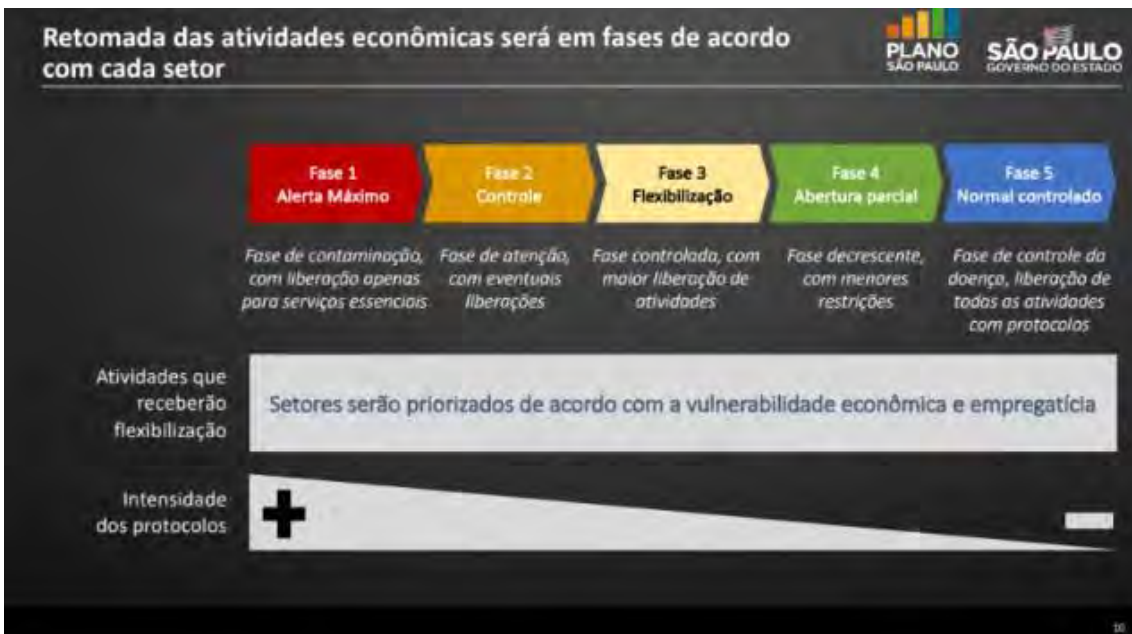 Retomada das atividades econômicas será em fases de acordo
com cada setor
PLANO
SÃO PAULO
SÃO PAULO
GOVERNO DO ESTADO
Fase 1
Alerta Máximo
Fase 2
Controle
Fase 3
Flexibilização
Fase 4
Abertura parcial
Fase 5
Normal controlado
Fase de contaminação,
com liberação apenas
para serviços essenciais
Fase de atenção,
com eventuais
liberações
Fase controlada, com
maior liberação de
atividades
Fase decrescente,
com menores
restrições
Fase de controle da
doença, liberação de
todas as atividades
com protocolos
Atividades que
receberão
flexibilização
Setores serão priorizados de acordo com a vulnerabilidade econômica e empregatícia
Intensidade
dos protocolos
+
-